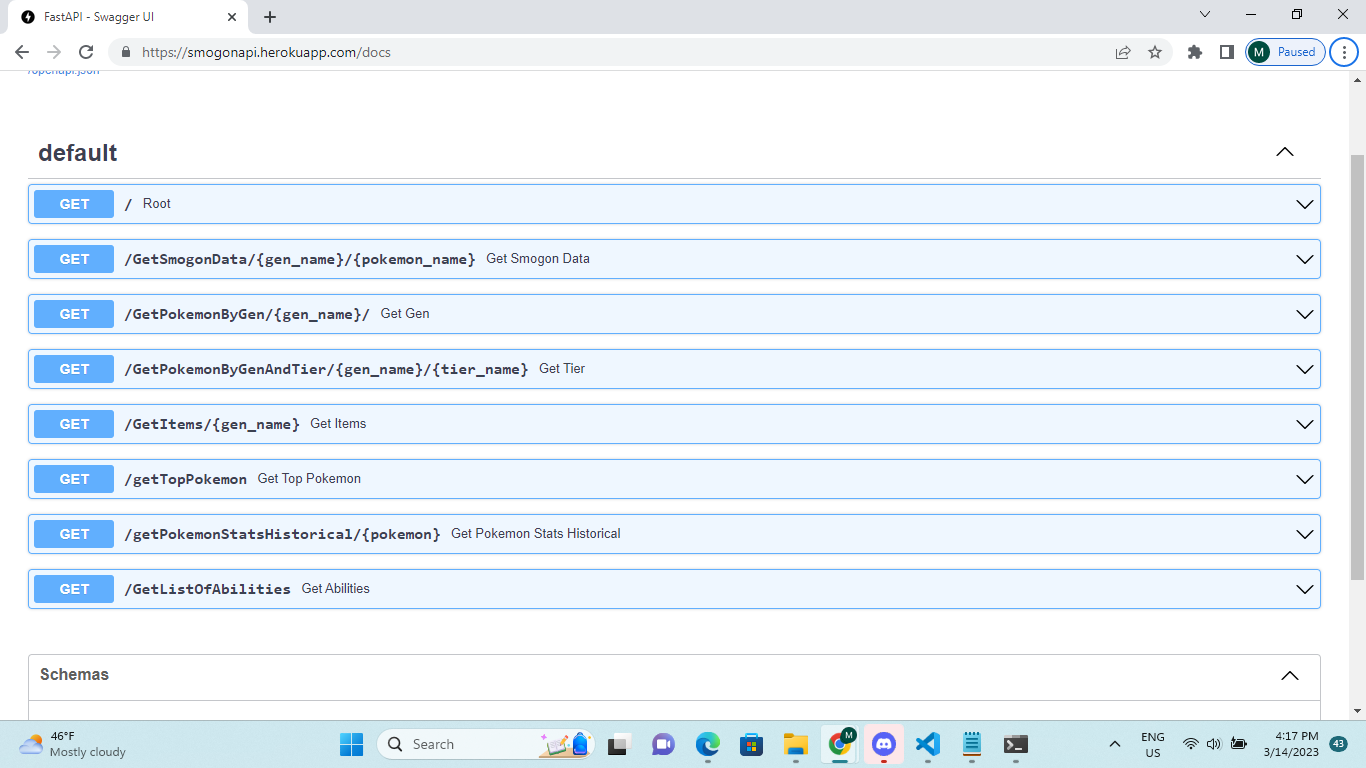 FastAPI - Swagger UI
https://smogonapi.herokuapp.com/docs
M Paused
/openapi.json
default
GET / Root
GET /GetSmogonData/{gen_name}/{pokemon_name} Get Smogon Data
GET /GetPokemonByGen/{gen_name}/ Get Gen
GET /GetPokemonByGenAndTier/{gen_name}/{tier_name} Get Tier
GET /GetItems/{gen_name} Get Items
GET /getTopPokemon Get Top Pokemon
GET /getPokemonStatsHistorical/{pokemon} Get Pokemon Stats Historical
GET /GetListOfAbilities Get Abilities
Schemas
46°F
Mostly cloudy
Search
M
ENG
US
4:17 PM
3/14/2023
43